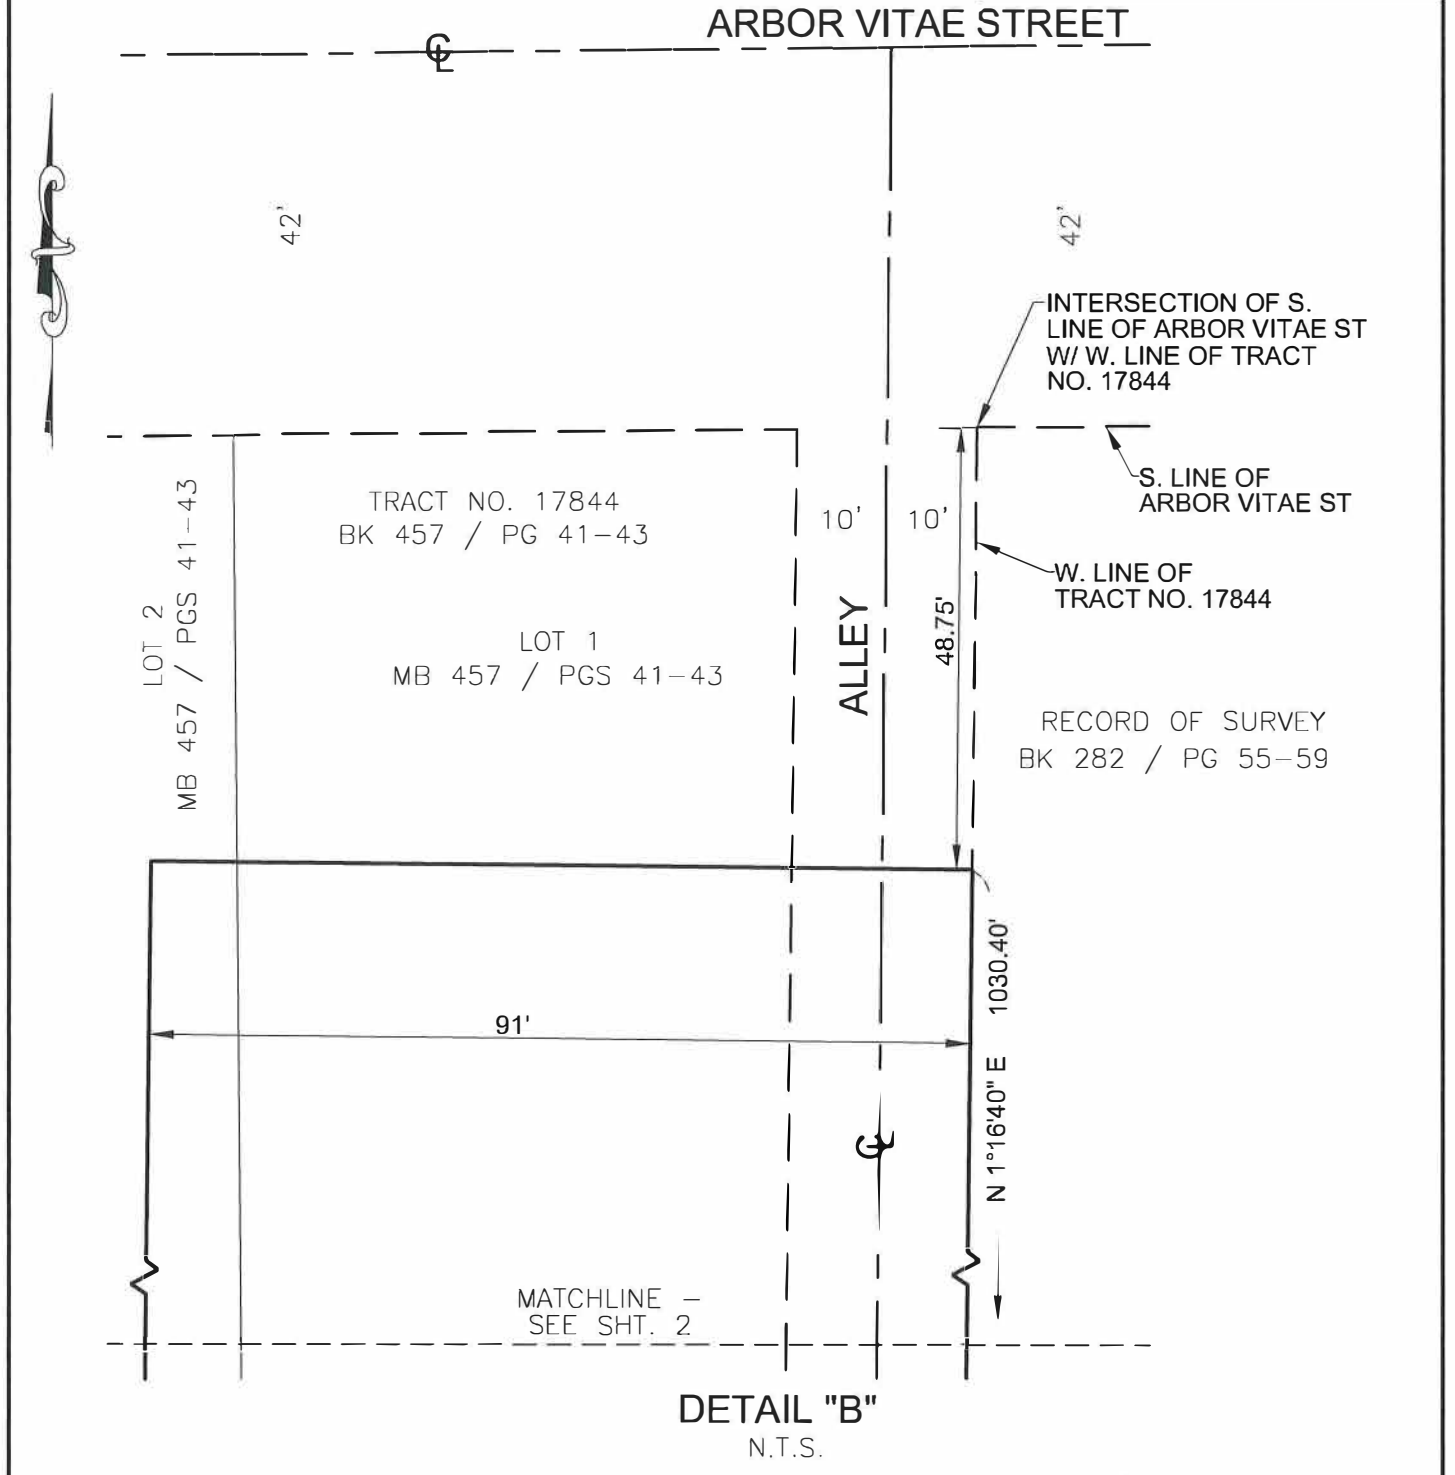 ARBOR VITAE STREET
℄
42'
42'
INTERSECTION OF S.
LINE OF ARBOR VITAE ST
W/ W. LINE OF TRACT
NO. 17844
S. LINE OF
ARBOR VITAE ST
TRACT NO. 17844
BK 457 / PG 41-43
10'
10'
W. LINE OF
TRACT NO. 17844
LOT 2
MB 457 / PGS 41-43
LOT 1
MB 457 / PGS 41-43
ALLEY
48.75'
RECORD OF SURVEY
BK 282 / PG 55-59
91'
N 1°16'40" E 1030.40'
℄
MATCHLINE -
SEE SHT. 2
DETAIL "B"
N.T.S.